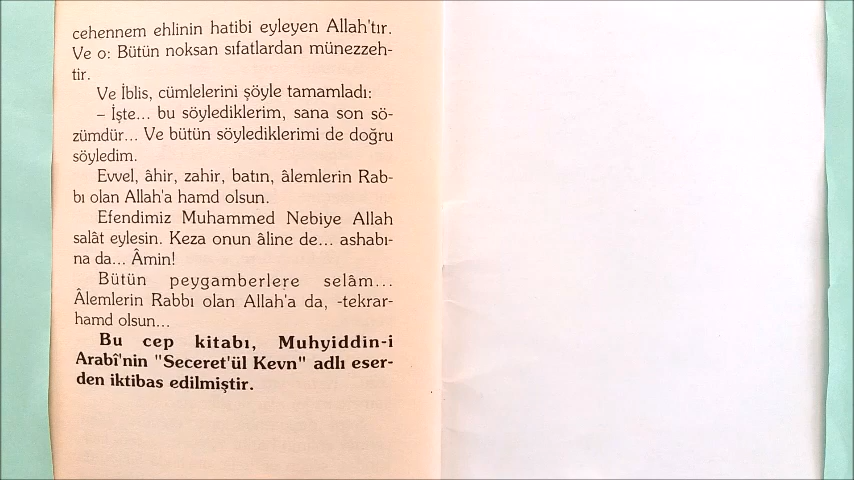 cehennem ehlinin hatibi eyleyen Allah'tır.
Ve o: Bütün noksan sıfatlardan münezzeh-
tir.
Ve İblis, cümlelerini şöyle tamamladı:
– İşte... bu söylediklerim, sana son sö-
zümdür... Ve bütün söylediklerimi de doğru
söyledim.
Evvel, âhir, zahir, batın, âlemlerin Rab-
bı olan Allah'a hamd olsun.
Efendimiz Muhammed Nebiye Allah
salât eylesin. Keza onun âline de... ashabı-
na da... Âmin!
Bütün peygamberlere selâm...
Âlemlerin Rabbı olan Allah'a da, -tekrar-
hamd olsun...
Bu cep kitabı, Muhyiddin-i
Arabî'nin "Seceret'ül Kevn" adlı eser-
den iktibas edilmiştir.